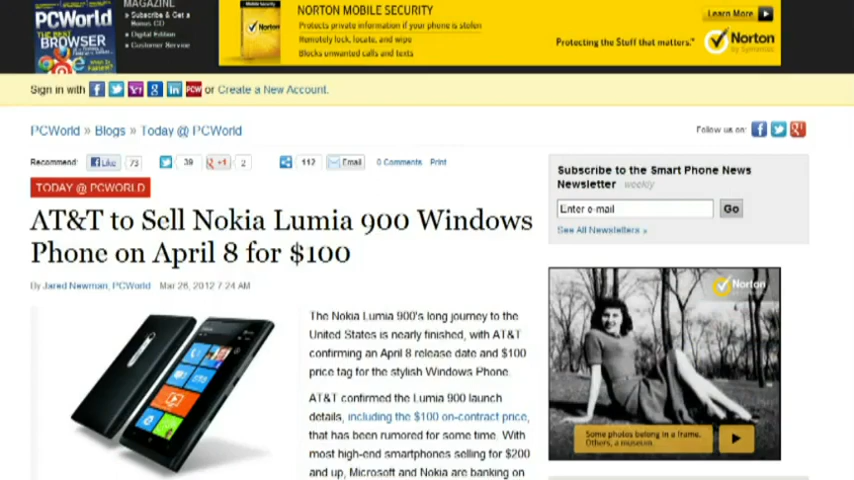 MAGAZINE
PCWorld
THE BEST
BROWSER
Subscribe & Get a
Bonus CD
Digital Edition
Customer Service
NORTON MOBILE SECURITY
Protects private information if your phone is stolen
Remotely lock, locate, and wipe
Blocks unwanted calls and texts
Norton
Learn More
Protecting the Stuff that matters.™
Norton
by Symantec
Sign in with or Create a New Account.
PCWorld » Blogs » Today @ PCWorld
Follow us on:
Recommend: Like 73 39 +1 2 112 Email 0 Comments Print
TODAY @ PCWORLD
AT&T to Sell Nokia Lumia 900 Windows
Phone on April 8 for $100
By Jared Newman, PCWorld Mar 26, 2012 7:24 AM
The Nokia Lumia 900's long journey to the
United States is nearly finished, with AT&T
confirming an April 8 release date and $100
price tag for the stylish Windows Phone.
AT&T confirmed the Lumia 900 launch
details, including the $100 on-contract price,
that has been rumored for some time. With
most high-end smartphones selling for $200
and up, Microsoft and Nokia are banking on
Subscribe to the Smart Phone News
Newsletter weekly
Enter e-mail Go
See All Newsletters »
Norton
Some photos belong in a frame.
Others, a museum.